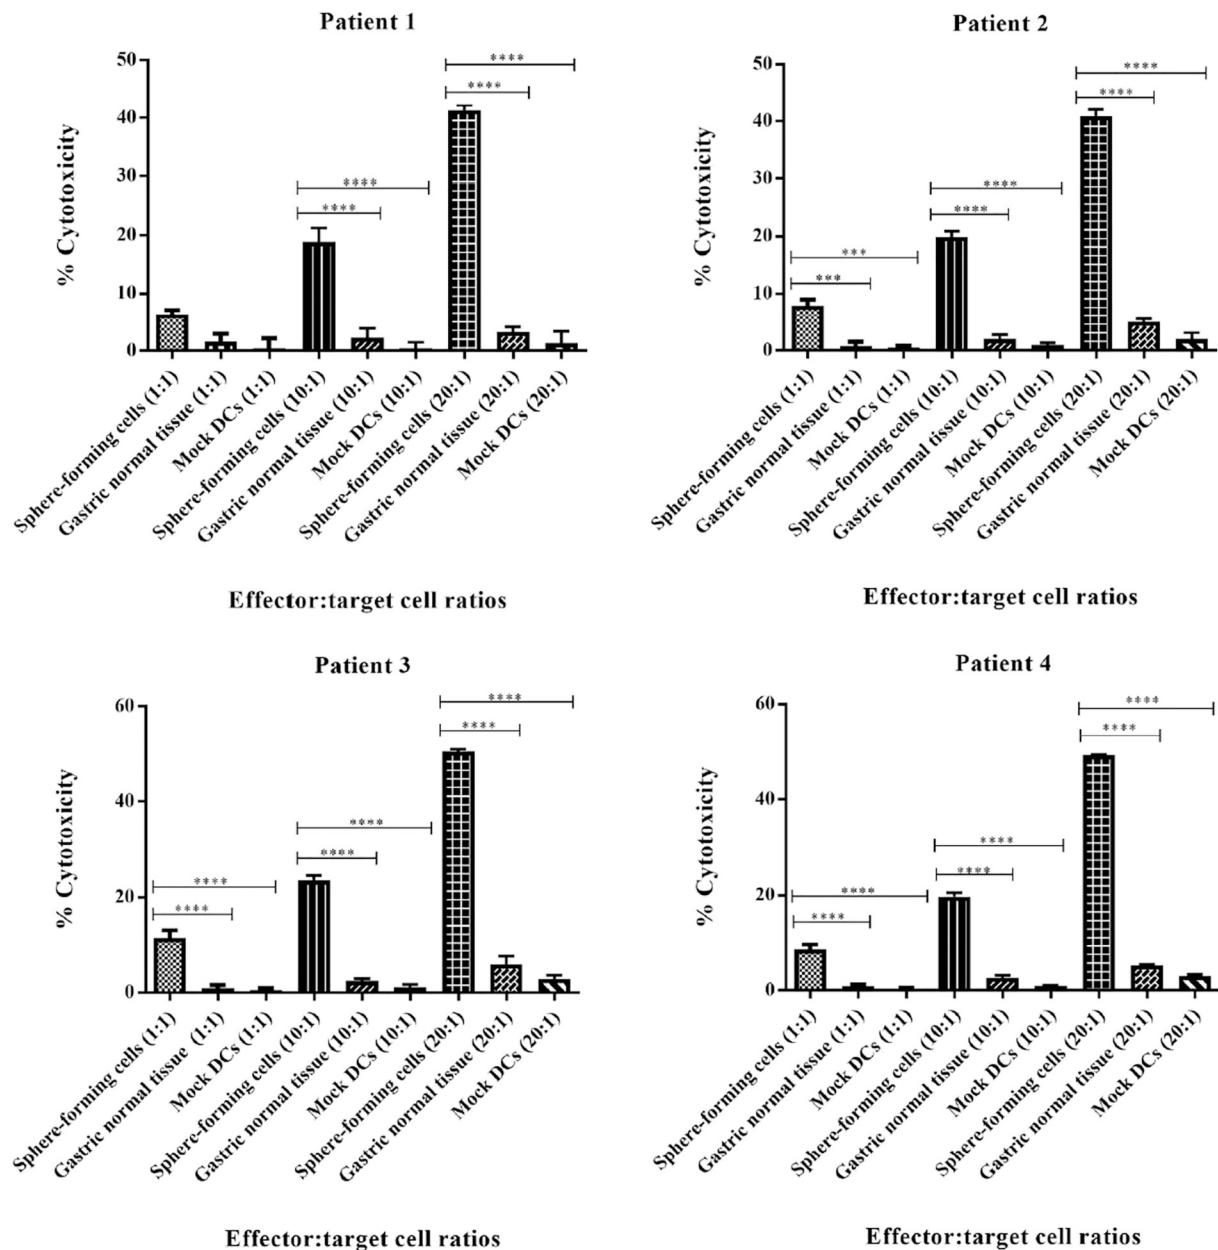 Patient 1
50
40
30
20
10
0
% Cytotoxicity
****
****
****
****
Sphere-forming cells (1:1)
Gastric normal tissue (1:1)
Mock DCs (1:1)
Sphere-forming cells (10:1)
Gastric normal tissue (10:1)
Mock DCs (10:1)
Sphere-forming cells (20:1)
Gastric normal tissue (20:1)
Mock DCs (20:1)
Effector:target cell ratios
Patient 2
50
40
30
20
10
0
% Cytotoxicity
****
****
****
****
***
***
Sphere-forming cells (1:1)
Gastric normal tissue (1:1)
Mock DCs (1:1)
Sphere-forming cells (10:1)
Gastric normal tissue (10:1)
Mock DCs (10:1)
Sphere-forming cells (20:1)
Gastric normal tissue (20:1)
Mock DCs (20:1)
Effector:target cell ratios
Patient 3
60
40
20
0
% Cytotoxicity
****
****
****
****
****
****
Sphere-forming cells (1:1)
Gastric normal tissue (1:1)
Mock DCs (1:1)
Sphere-forming cells (10:1)
Gastric normal tissue (10:1)
Mock DCs (10:1)
Sphere-forming cells (20:1)
Gastric normal tissue (20:1)
Mock DCs (20:1)
Effector:target cell ratios
Patient 4
60
40
20
0
% Cytotoxicity
****
****
****
****
****
****
Sphere-forming cells (1:1)
Gastric normal tissue (1:1)
Mock DCs (1:1)
Sphere-forming cells (10:1)
Gastric normal tissue (10:1)
Mock DCs (10:1)
Sphere-forming cells (20:1)
Gastric normal tissue (20:1)
Mock DCs (20:1)
Effector:target cell ratios